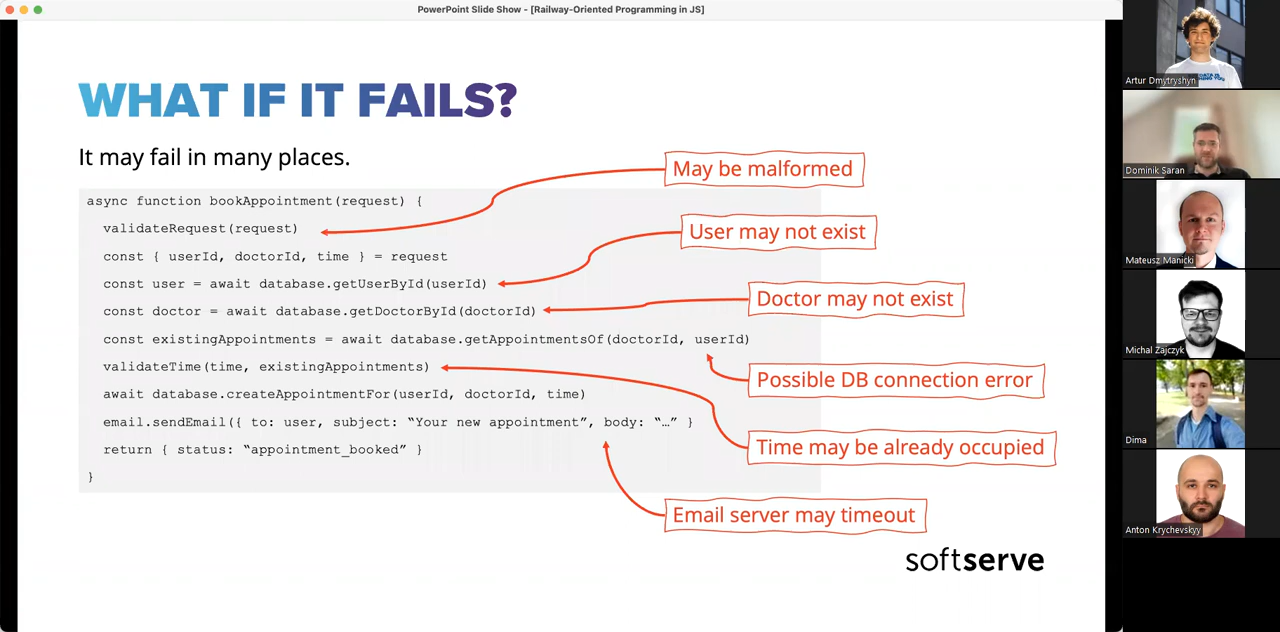 PowerPoint Slide Show - [Railway-Oriented Programming in JS]
WHAT IF IT FAILS?
It may fail in many places.
async function bookAppointment(request) {
validateRequest(request)
const { userId, doctorId, time } = request
const user = await database.getUserById(userId)
const doctor = await database.getDoctorById(doctorId)
const existingAppointments = await database.getAppointmentsOf(doctorId, userId)
validateTime(time, existingAppointments)
await database.createAppointmentFor(userId, doctorId, time)
email.sendEmail({ to: user, subject: “Your new appointment”, body: “…” }
return { status: “appointment_booked” }
}
May be malformed
User may not exist
Doctor may not exist
Possible DB connection error
Time may be already occupied
Email server may timeout
softserve
Artur Dmytryshyn
Dominik Saran
Mateusz Manicki
Michal Zajczyk
Dima
Anton Krychevskyy